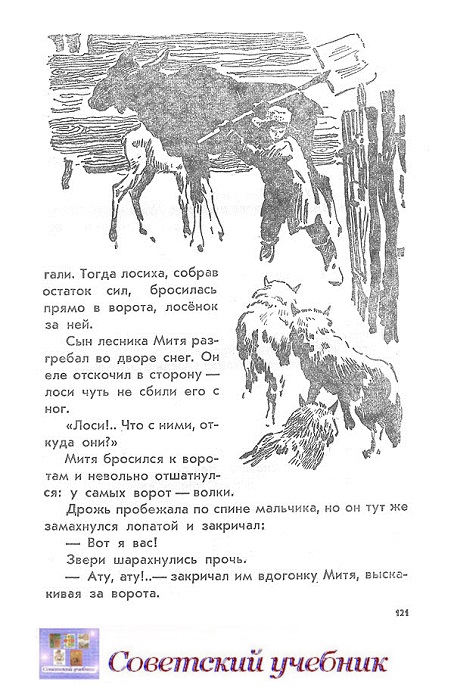 гали. Тогда лосиха, собрав
остаток сил, бросилась
прямо в ворота, лосёнок
за ней.
Сын лесника Митя раз-
гребал во дворе снег. Он
еле отскочил в сторону —
лоси чуть не сбили его с
ног.
«Лоси!.. Что с ними, от-
куда они?»
Митя бросился к воро-
там и невольно отшатнул-
ся: у самых ворот — волки.
Дрожь пробежала по спине мальчика, но он тут же
замахнулся лопатой и закричал:
— Вот я вас!
Звери шарахнулись прочь.
— Ату, ату!..— закричал им вдогонку Митя, выска-
кивая за ворота.
121
Советский учебник